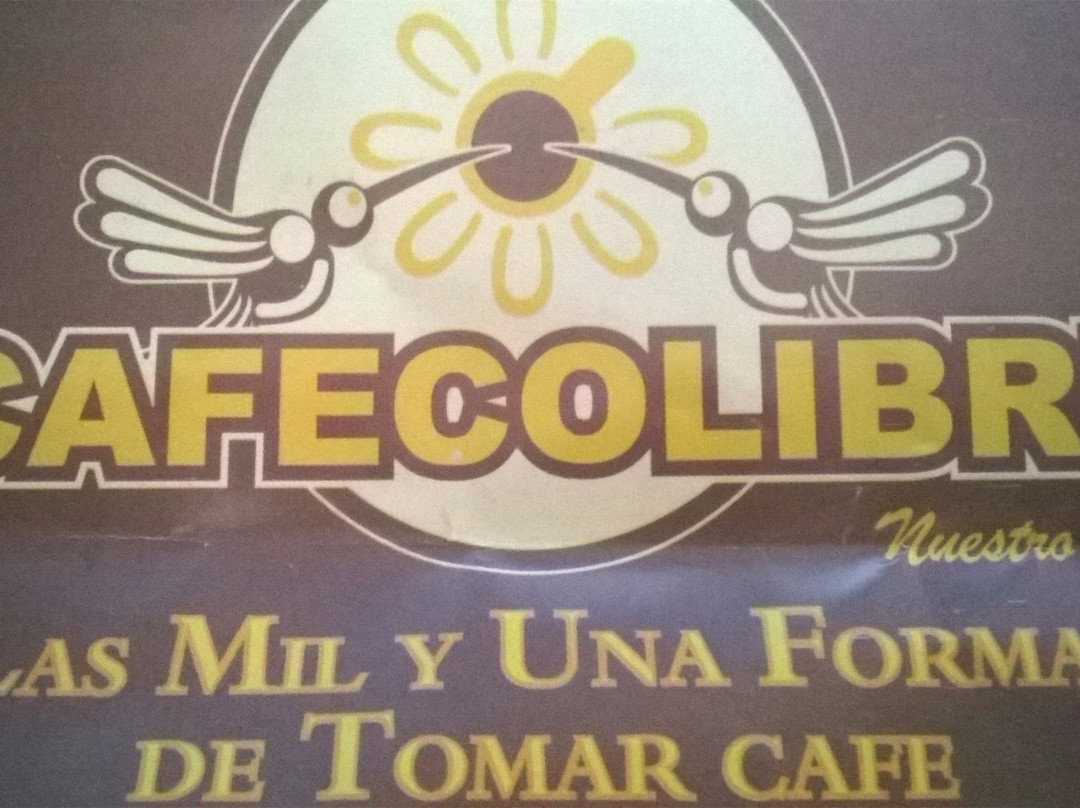 CAFECOLIBR
Nuestro
LAS MIL Y UNA FORMA
DE TOMAR CAFE